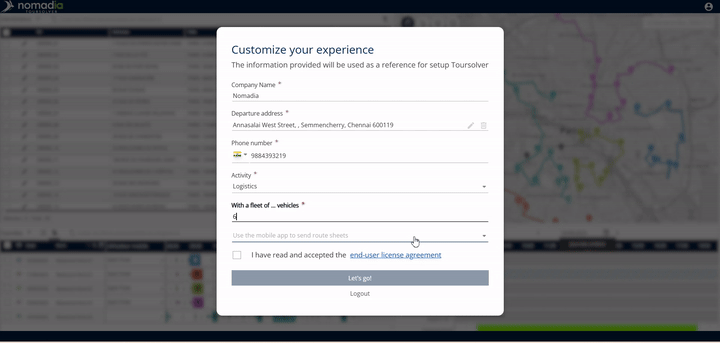 nomadia
TOURSOLVER
Customize your experience
The information provided will be used as a reference for setup Toursolver
Company Name *
Nomadia
Departure address *
Annasalai West Street, , Semmencherry, Chennai 600119
Phone number *
9884393219
Activity *
Logistics
With a fleet of ... vehicles *
6
Use the mobile app to send route sheets
I have read and accepted the end-user license agreement
Let's go!
Logout